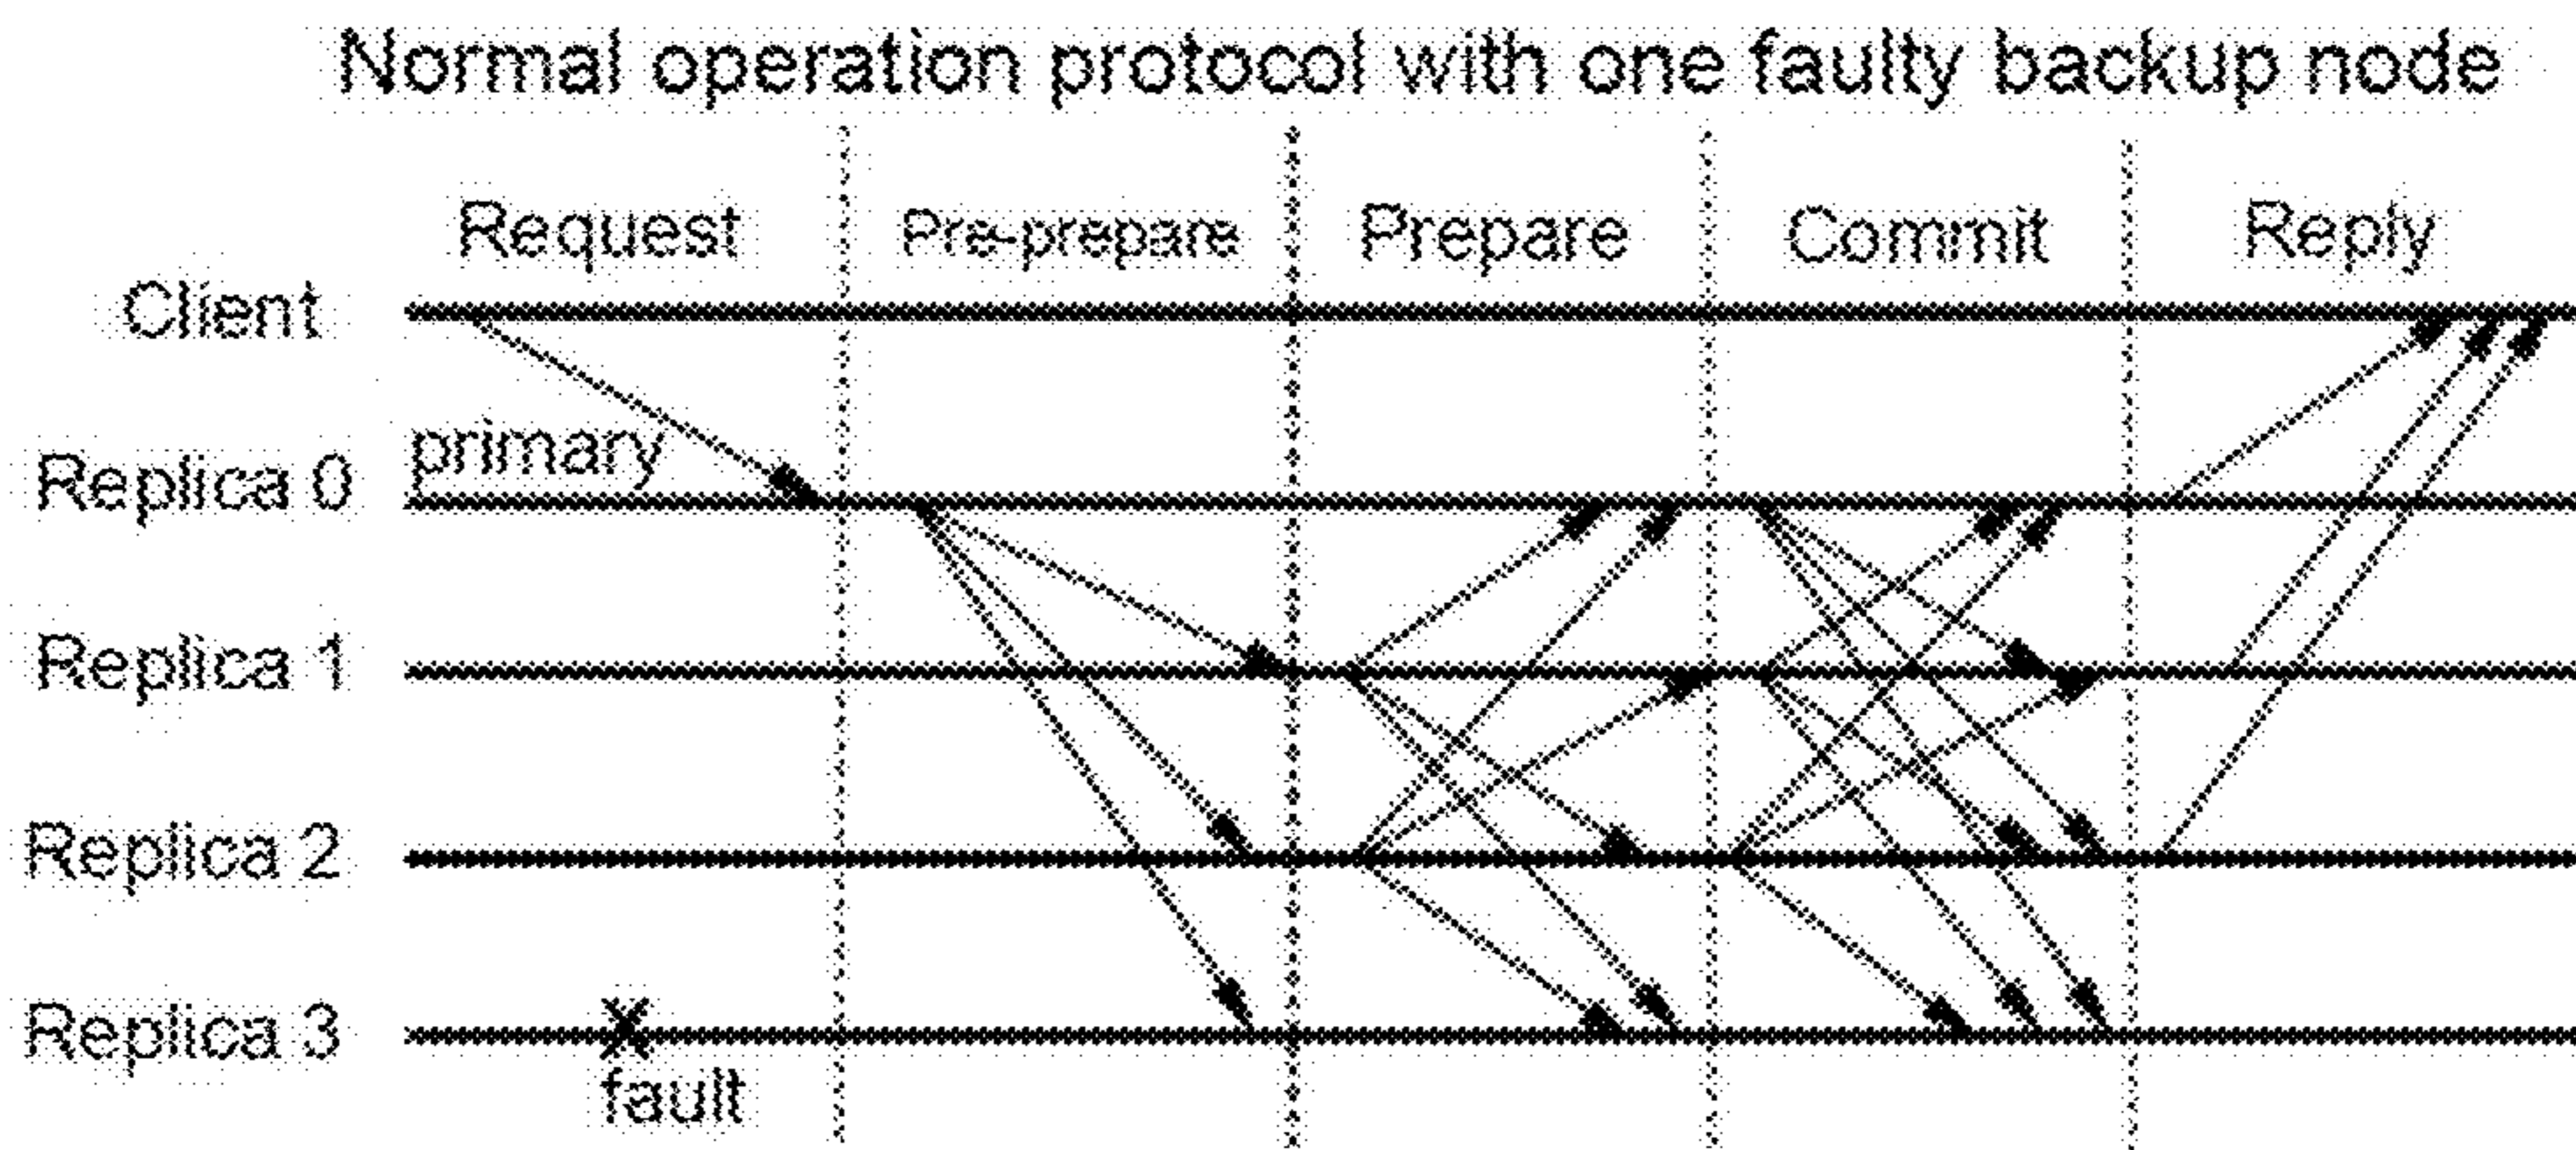 Normal operation protocol with one faulty backup node
Request Pre-prepare Prepare Commit Reply
Client
primary
Replica 0
Replica 1
Replica 2
Replica 3
fault